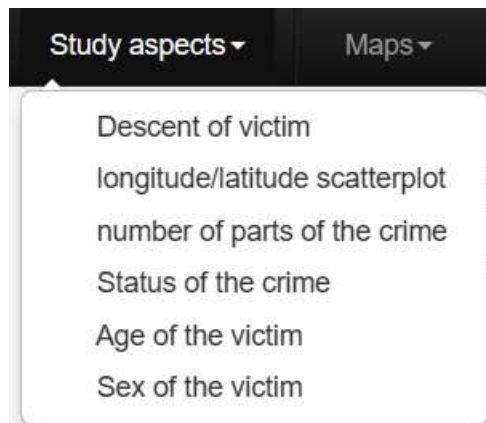 Study aspects Maps
Descent of victim
longitude/latitude scatterplot
number of parts of the crime
Status of the crime
Age of the victim
Sex of the victim